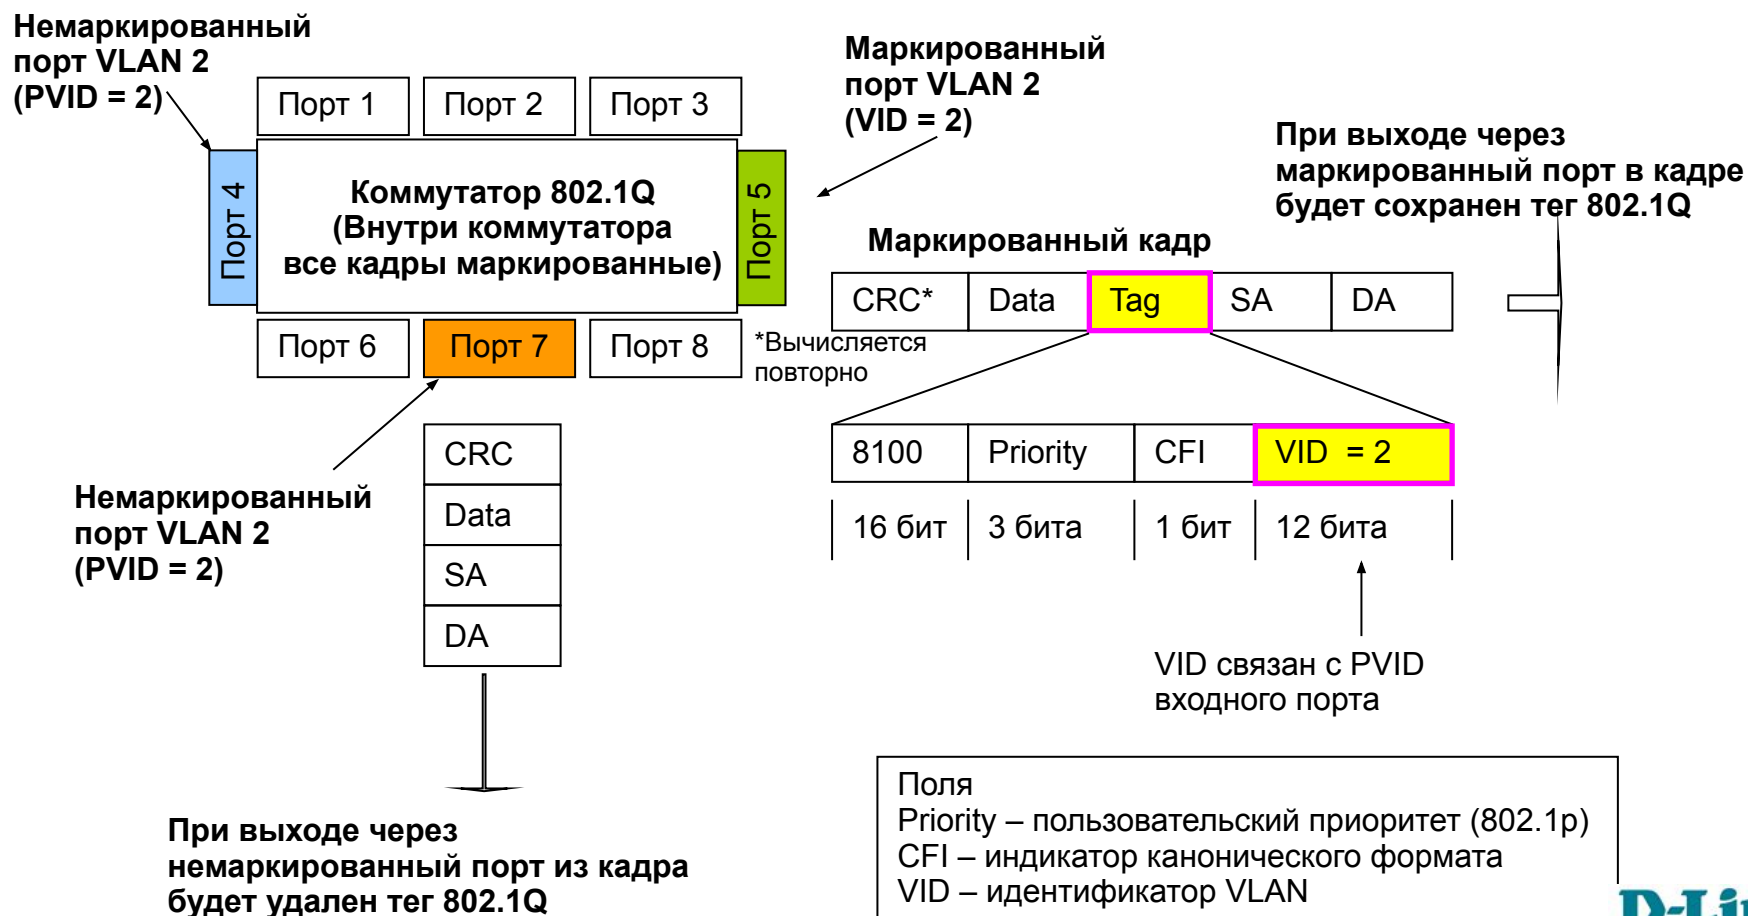 Немаркированный
порт VLAN 2
(PVID = 2)
Порт 1
Порт 2
Порт 3
Порт 4
Коммутатор 802.1Q
(Внутри коммутатора
все кадры маркированные)
Порт 5
Порт 6
Порт 7
Порт 8
Маркированный
порт VLAN 2
(VID = 2)
При выходе через
маркированный порт в кадре
будет сохранен тег 802.1Q
Маркированный кадр
CRC*
Data
Tag
SA
DA
*Вычисляется
повторно
8100
Priority
CFI
VID = 2
16 бит
3 бита
1 бит
12 бита
VID связан с PVID
входного порта
Немаркированный
порт VLAN 2
(PVID = 2)
CRC
Data
SA
DA
При выходе через
немаркированный порт из кадра
будет удален тег 802.1Q
Поля
Priority – пользовательский приоритет (802.1p)
CFI – индикатор канонического формата
VID – идентификатор VLAN